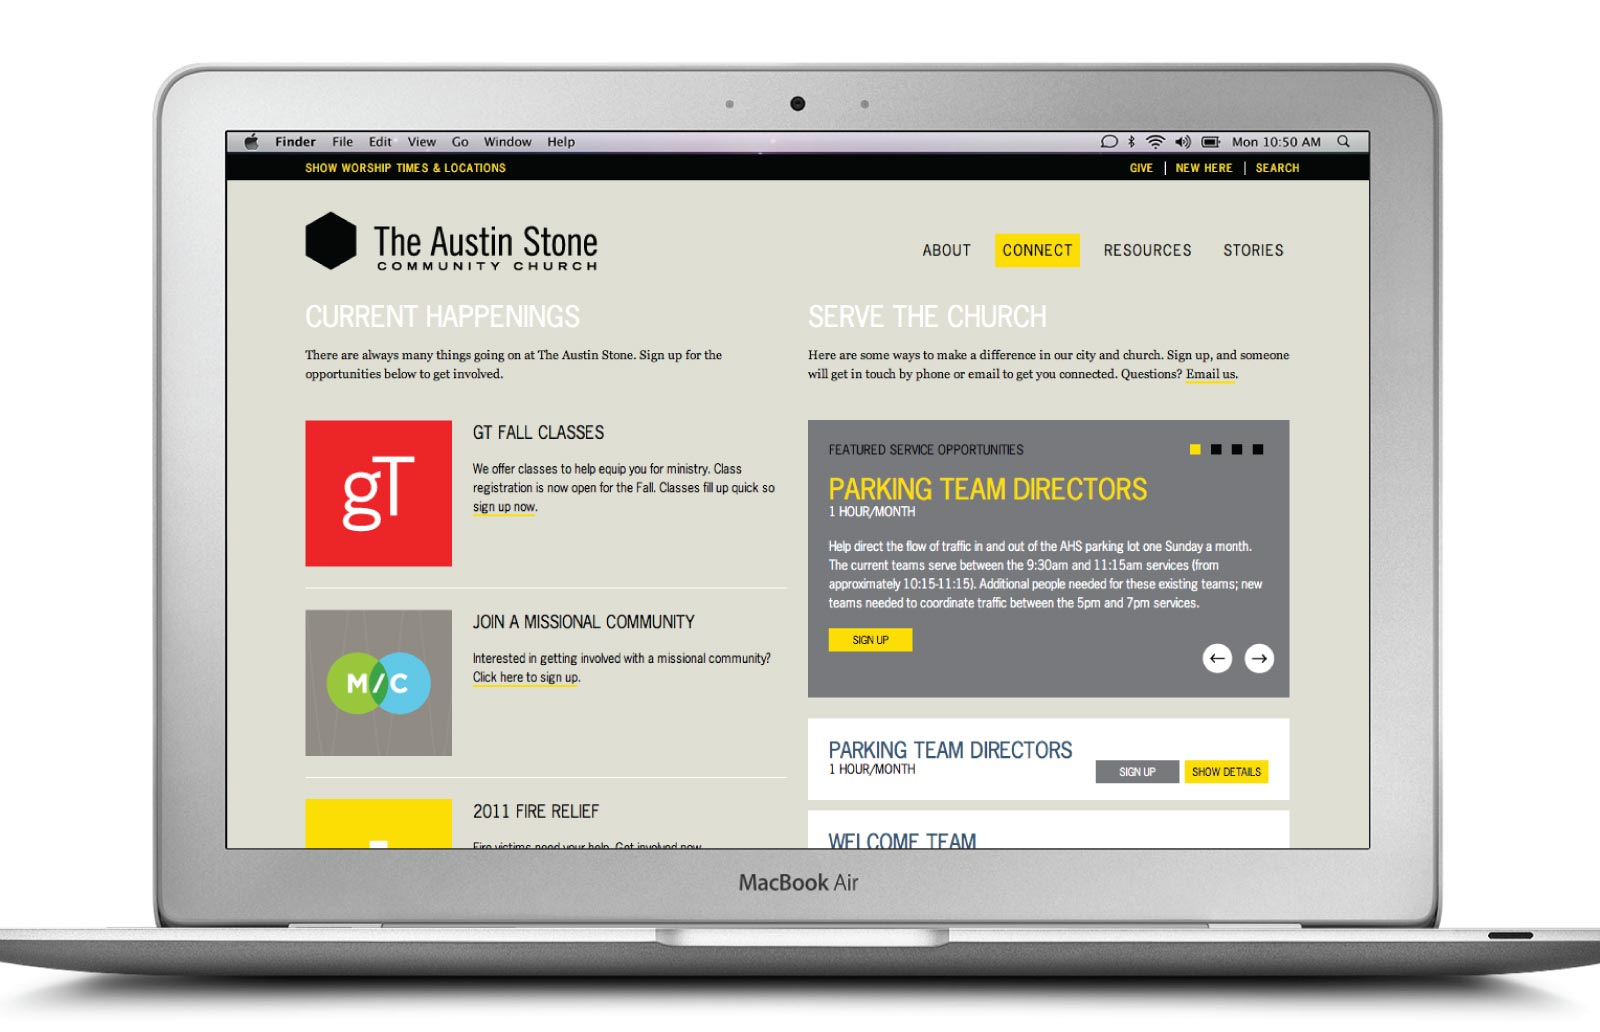 Finder File Edit View Go Window Help
Mon 10:50 AM
SHOW WORSHIP TIMES & LOCATIONS
GIVE | NEW HERE | SEARCH
The Austin Stone
COMMUNITY CHURCH
ABOUT CONNECT RESOURCES STORIES
CURRENT HAPPENINGS
There are always many things going on at The Austin Stone. Sign up for the
opportunities below to get involved.
gT
GT FALL CLASSES
We offer classes to help equip you for ministry. Class
registration is now open for the Fall. Classes fill up quick so
sign up now.
M/C
JOIN A MISSIONAL COMMUNITY
Interested in getting involved with a missional community?
Click here to sign up.
2011 FIRE RELIEF
Fire victims need your help. Get involved now.
SERVE THE CHURCH
Here are some ways to make a difference in our city and church. Sign up, and someone
will get in touch by phone or email to get you connected. Questions? Email us.
FEATURED SERVICE OPPORTUNITIES
PARKING TEAM DIRECTORS
1 HOUR/MONTH
Help direct the flow of traffic in and out of the AHS parking lot one Sunday a month.
The current teams serve between the 9:30am and 11:15am services (from
approximately 10:15-11:15). Additional people needed for these existing teams; new
teams needed to coordinate traffic between the 5pm and 7pm services.
SIGN UP
PARKING TEAM DIRECTORS
1 HOUR/MONTH
SIGN UP SHOW DETAILS
WELCOME TEAM
MacBook Air